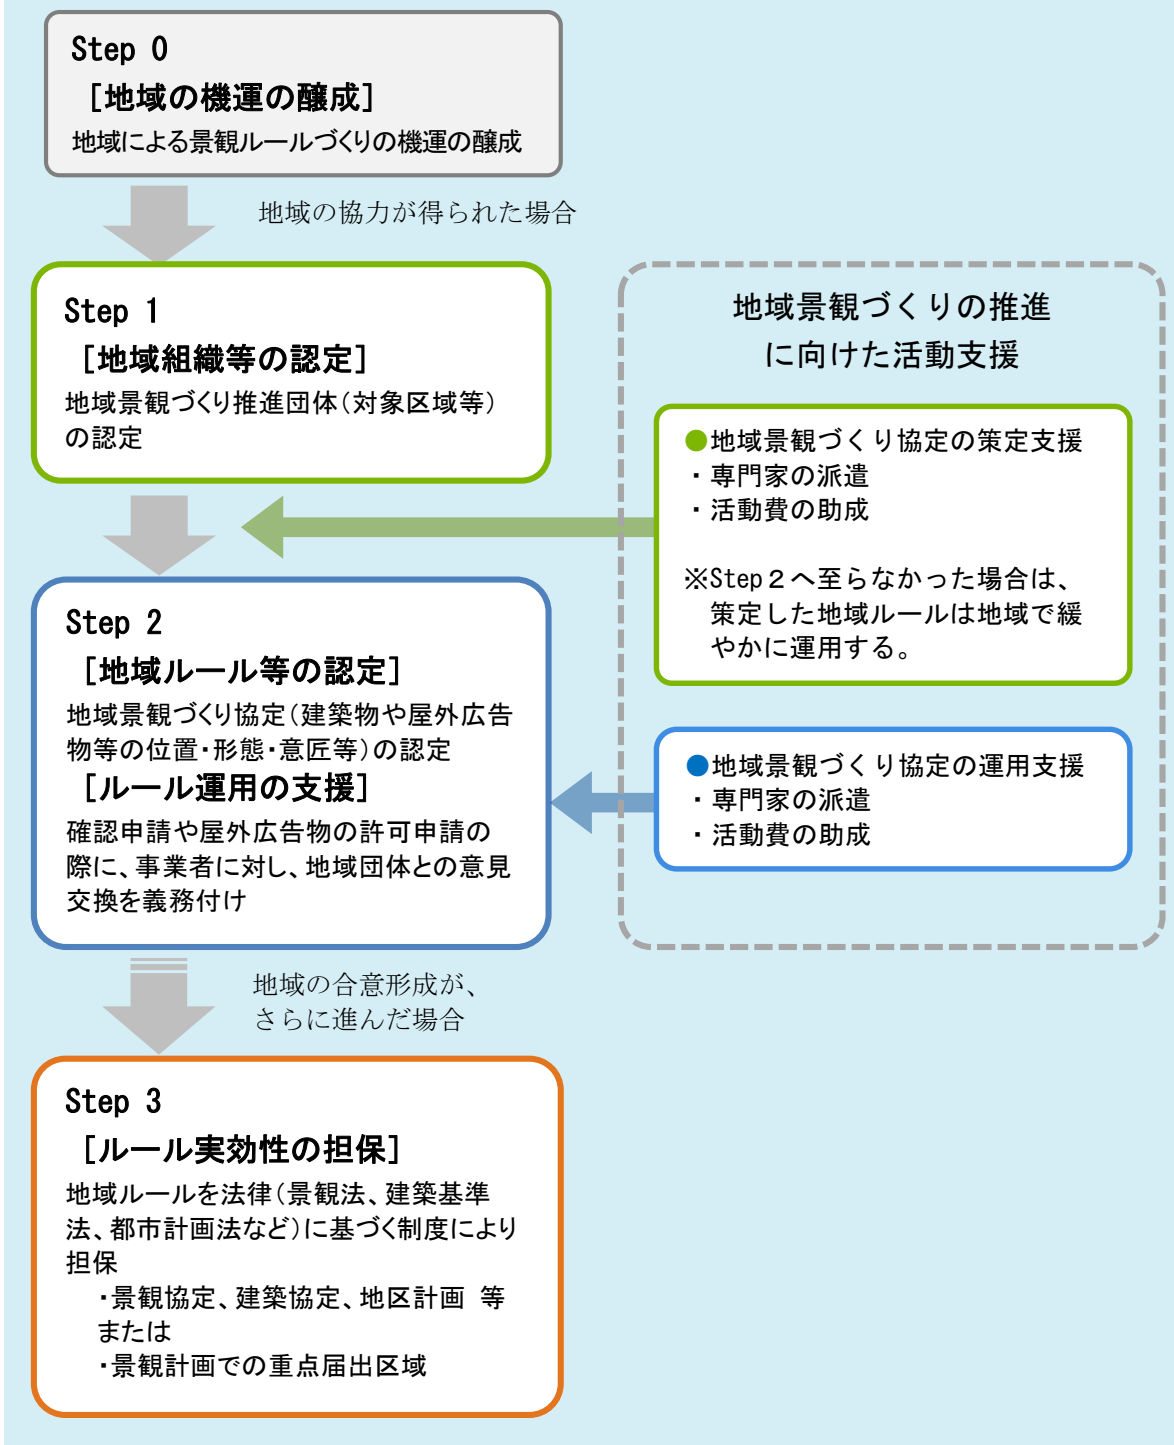 Step 0
[地域の機運の醸成]
地域による景観ルールづくりの機運の醸成
地域の協力が得られた場合
Step 1
[地域組織等の認定]
地域景観づくり推進団体(対象区域等)
の認定
地域景観づくりの推進
に向けた活動支援
●地域景観づくり協定の策定支援
・専門家の派遣
・活動費の助成
※Step2へ至らなかった場合は、
策定した地域ルールは地域で緩
やかに運用する。
Step 2
[地域ルール等の認定]
地域景観づくり協定(建築物や屋外広告
物等の位置・形態・意匠等)の認定
[ルール運用の支援]
確認申請や屋外広告物の許可申請の
際に、事業者に対し、地域団体との意見
交換を義務付け
●地域景観づくり協定の運用支援
・専門家の派遣
・活動費の助成
地域の合意形成が、
さらに進んだ場合
Step 3
[ルール実効性の担保]
地域ルールを法律(景観法、建築基準
法、都市計画法など)に基づく制度により
担保
・景観協定、建築協定、地区計画 等
または
・景観計画での重点届出区域